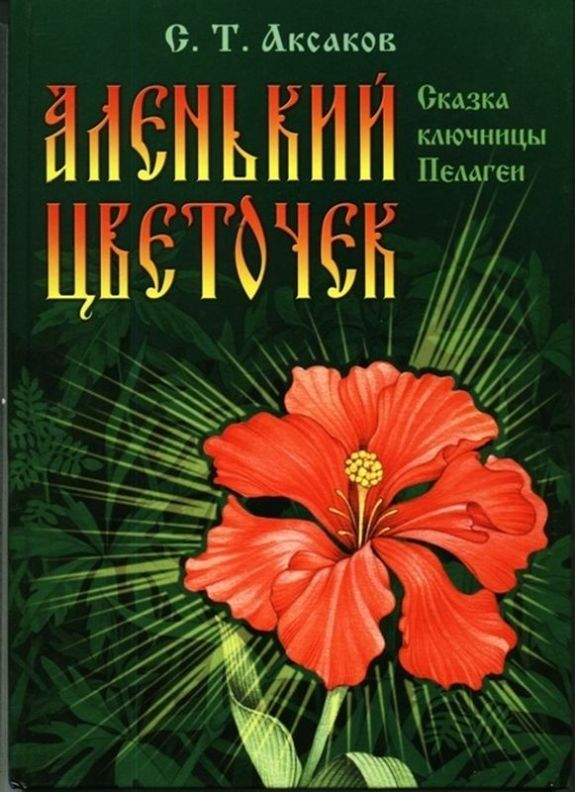 С. Т. Аксаков
Аленький
цветочек
Сказка
ключницы
Пелагеи